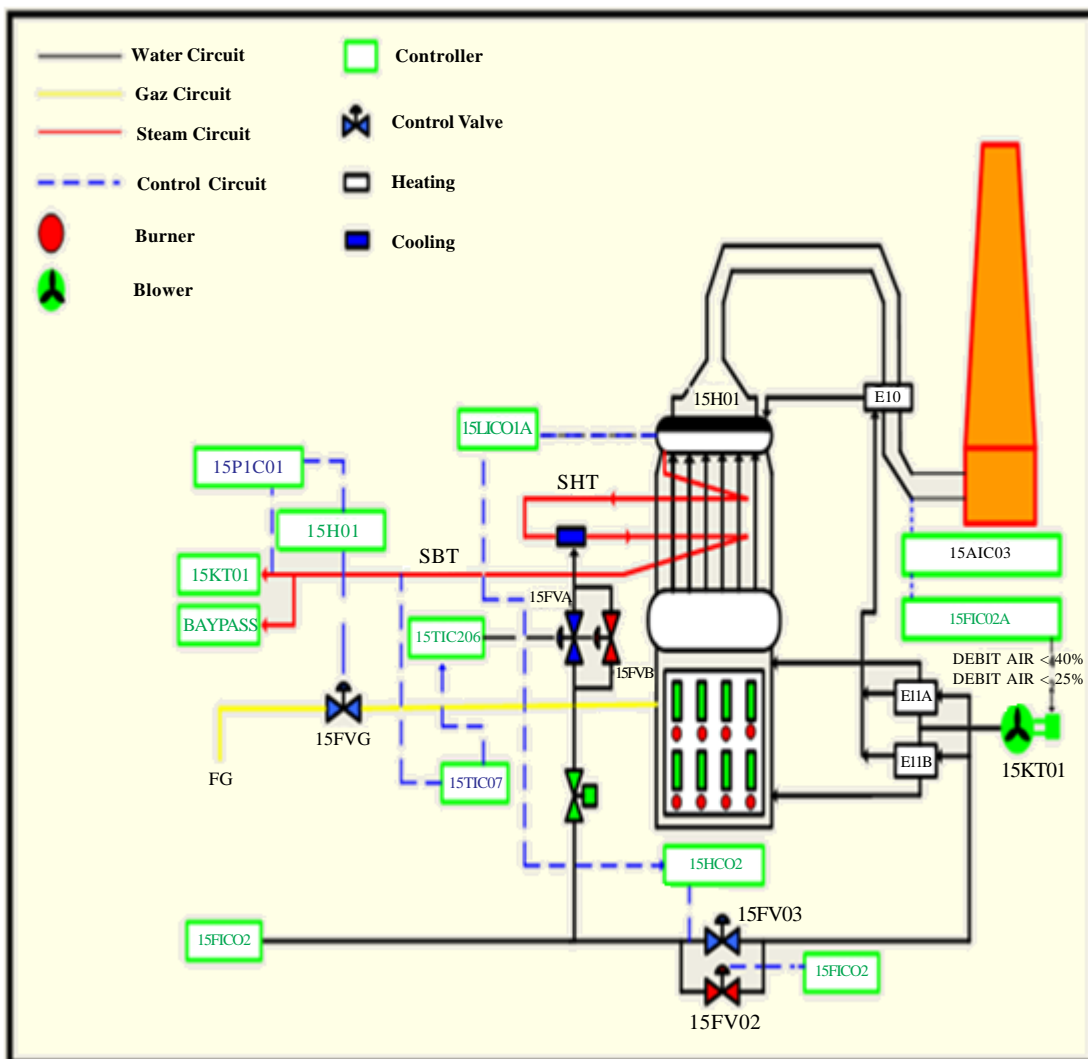 Water Circuit
Gaz Circuit
Steam Circuit
Control Circuit
Burner
Blower
Controller
Control Valve
Heating
Cooling
15H01
E10
15LICO1A
15P1C01
SHT
15H01
15AIC03
SBT
15KT01
15FVA
15FIC02A
BAYPASS
15TIC206
DEBIT AIR < 40%
DEBIT AIR < 25%
15FVB
E11A
15FVG
E11B
15KT01
FG
15TIC07
15HCO2
15FV03
15FICO2
15FICO2
15FV02